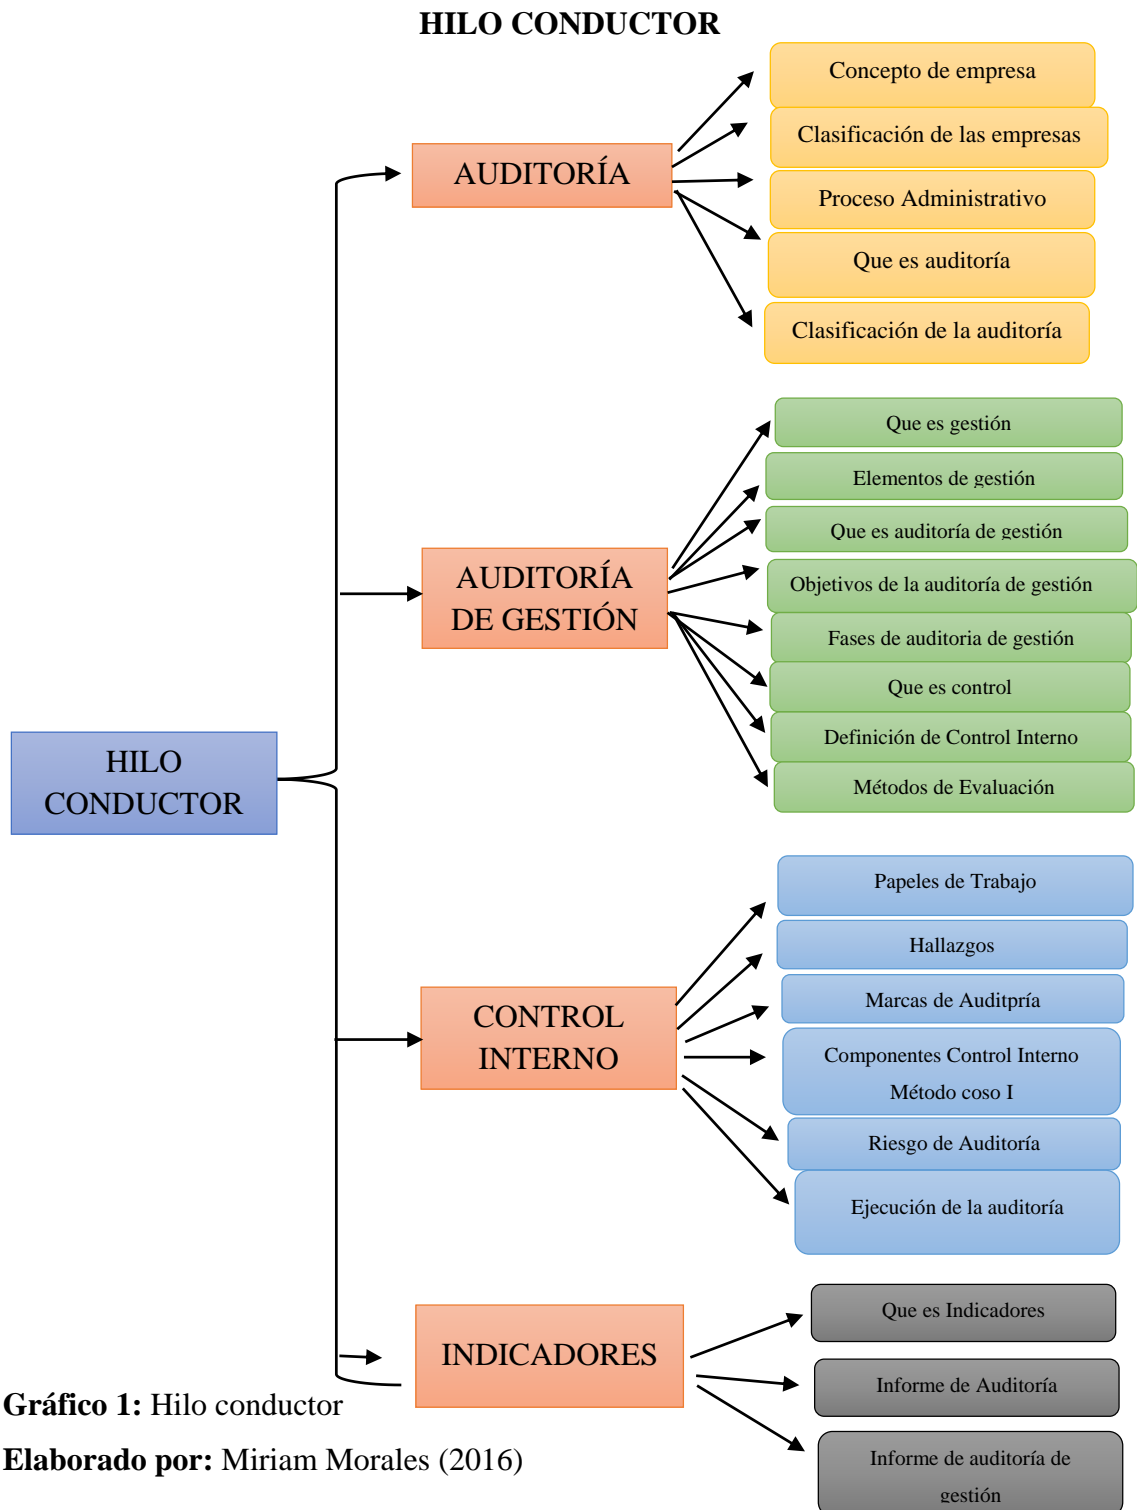 HILO CONDUCTOR
HILO
CONDUCTOR
AUDITORÍA
Concepto de empresa
Clasificación de las empresas
Proceso Administrativo
Que es auditoría
Clasificación de la auditoría
AUDITORÍA
DE GESTIÓN
Que es gestión
Elementos de gestión
Que es auditoría de gestión
Objetivos de la auditoría de gestión
Fases de auditoria de gestión
Que es control
Definición de Control Interno
Métodos de Evaluación
CONTROL
INTERNO
Papeles de Trabajo
Hallazgos
Marcas de Auditpría
Componentes Control Interno
Método coso I
Riesgo de Auditoría
Ejecución de la auditoría
INDICADORES
Que es Indicadores
Informe de Auditoría
Informe de auditoría de
gestión
Gráfico 1: Hilo conductor
Elaborado por: Miriam Morales (2016)